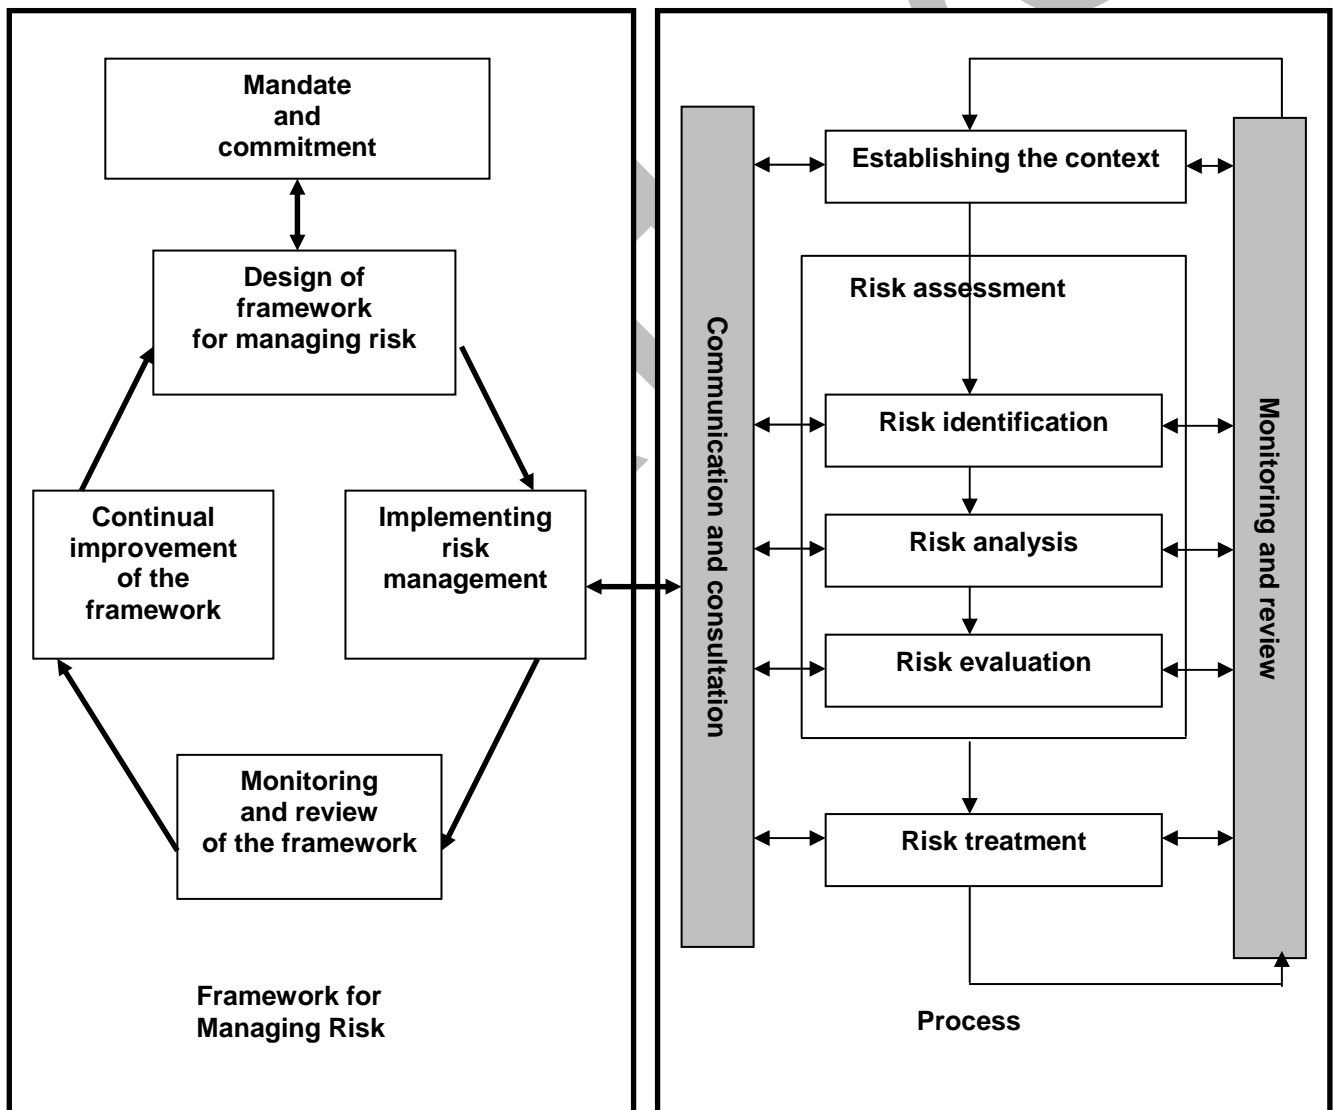 Mandate
and
commitment
Design of
framework
for managing risk
Continual
improvement
of the
framework
Implementing
risk
management
Monitoring
and review
of the framework
Framework for
Managing Risk
Communication and consultation
Establishing the context
Risk assessment
Risk identification
Risk analysis
Risk evaluation
Risk treatment
Monitoring and review
Process